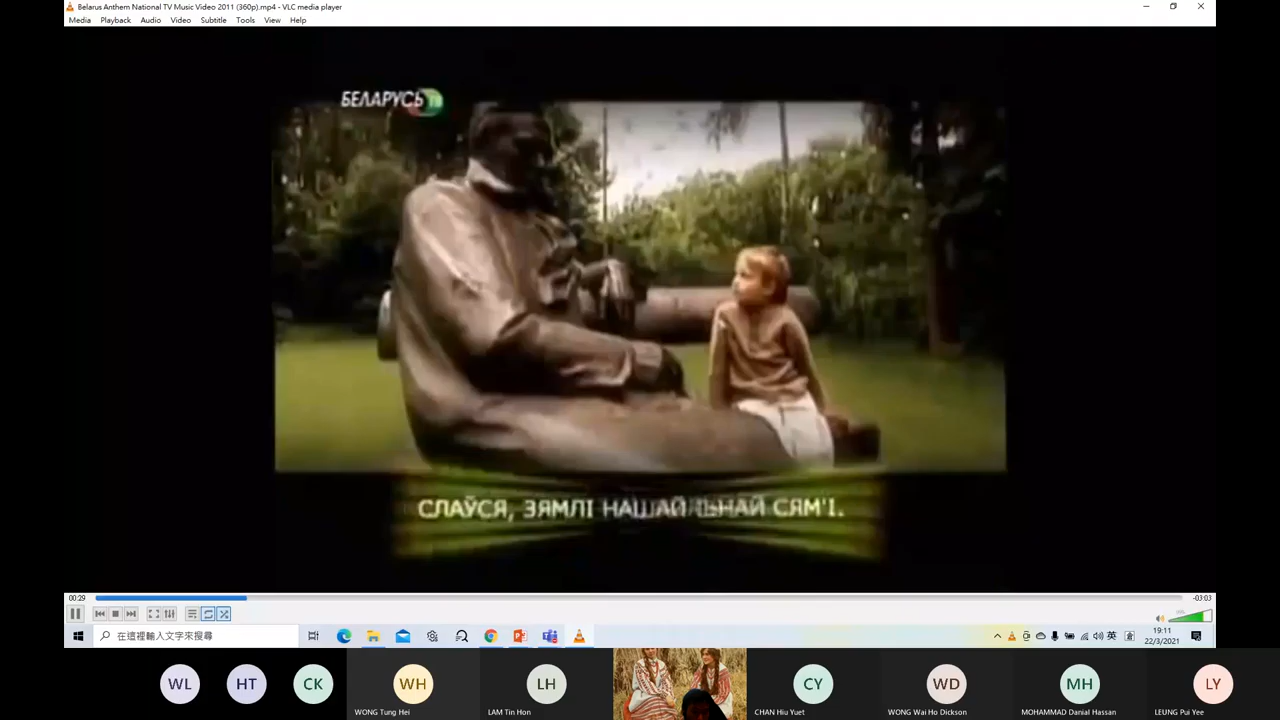 Belarus Anthem National TV Music Video 2011 (360p).mp4 - VLC media player
Media Playback Audio Video Subtitle Tools View Help
БЕЛАРУСЬ ТВ
СЛАЎСЯ, ЗЯМЛІ НАШАЙ СЯМ'І.
00:29
-03:03
在這裡輸入文字來搜尋
英
19:11
22/3/2021
WL
HT
CK
WH
WONG Tung Hei
LH
LAM Tin Hon
CY
CHAN Hiu Yuet
WD
WONG Wai Ho Dickson
MH
MOHAMMAD Danial Hassan
LY
LEUNG Pui Yee